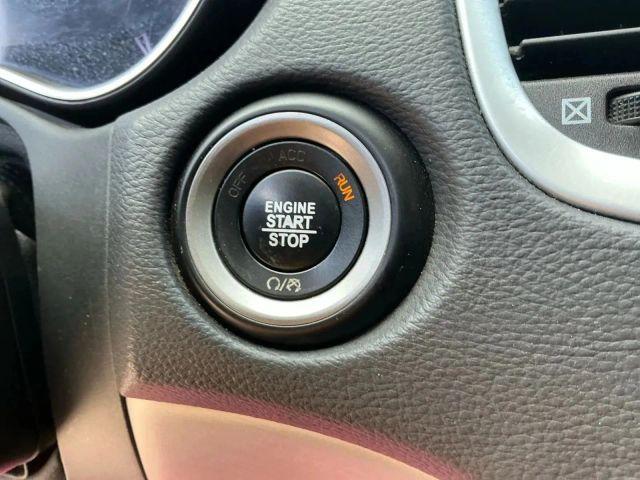 OFF ACC RUN
ENGINE
START
STOP